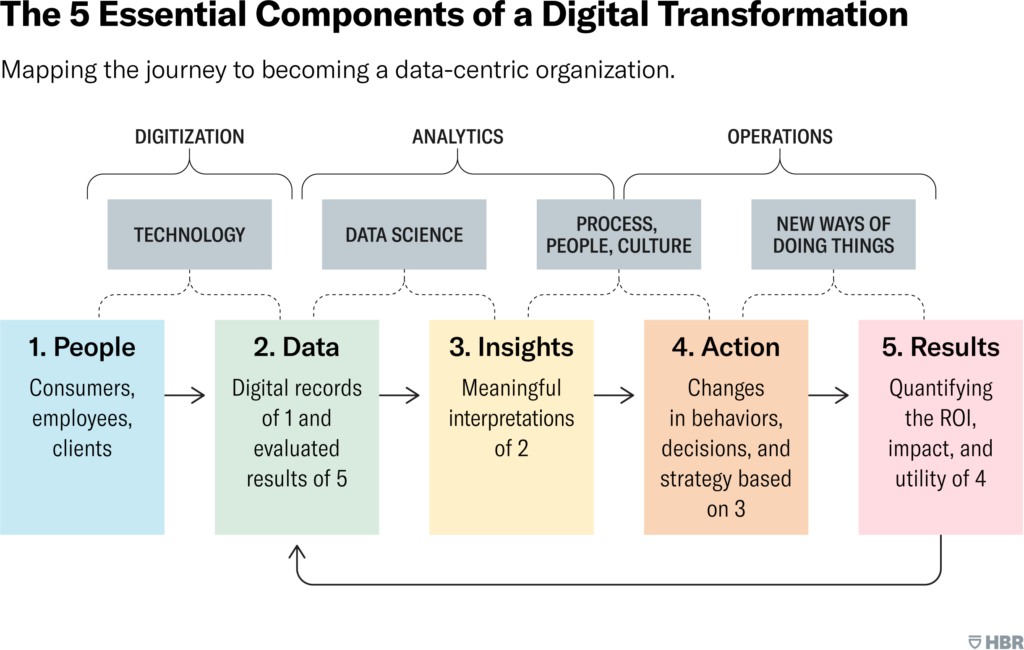 The 5 Essential Components of a Digital Transformation
Mapping the journey to becoming a data-centric organization.
DIGITIZATION
ANALYTICS
OPERATIONS
TECHNOLOGY
DATA SCIENCE
PROCESS,
PEOPLE, CULTURE
NEW WAYS OF
DOING THINGS
1. People
Consumers,
employees,
clients
2. Data
Digital records
of 1 and
evaluated
results of 5
3. Insights
Meaningful
interpretations
of 2
4. Action
Changes
in behaviors,
decisions, and
strategy based
on 3
5. Results
Quantifying
the ROI,
impact, and
utility of 4
HBR